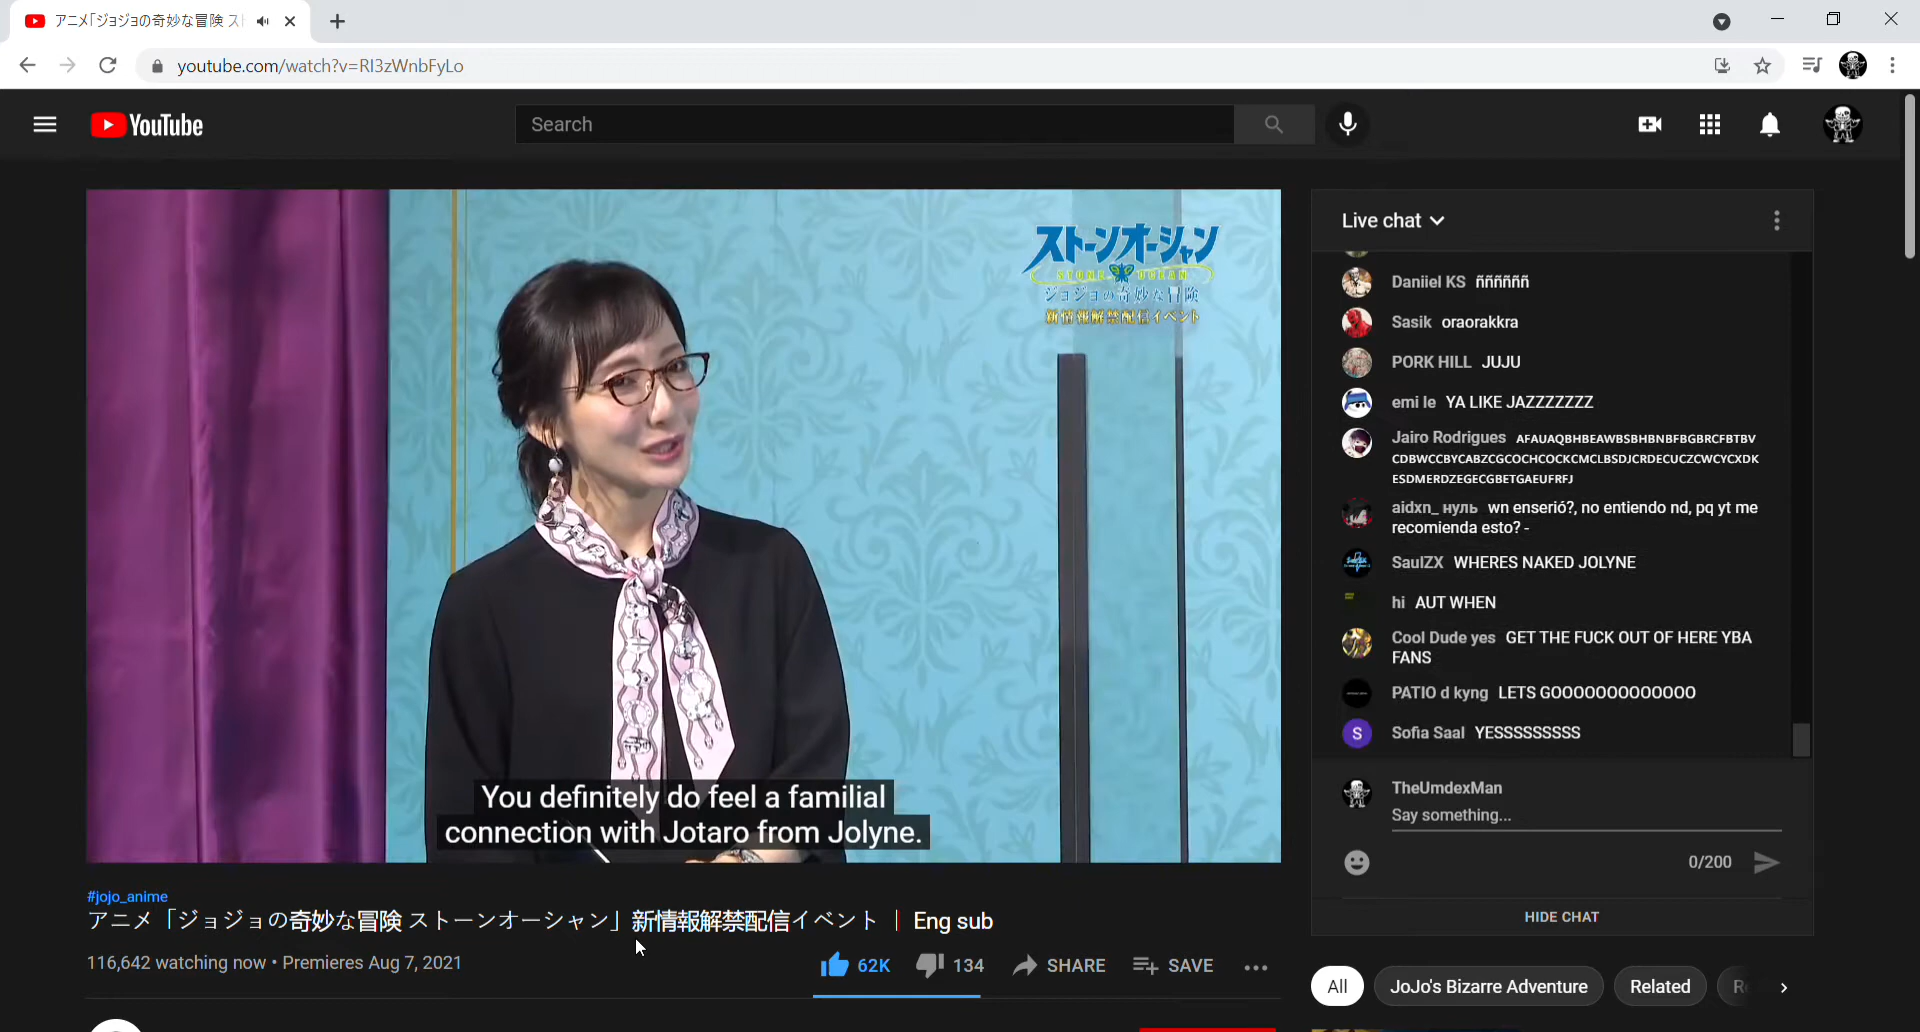 アニメ「ジョジョの奇妙な冒険 ス
youtube.com/watch?v=RI3zWnbFyLo
YouTube
Search
ストーンオーシャン
STONE OCEAN
ジョジョの奇妙な冒険
新情報解禁配信イベント
You definitely do feel a familial
connection with Jotaro from Jolyne.
#jojo_anime
アニメ「ジョジョの奇妙な冒険 ストーンオーシャン」新情報解禁配信イベント ｜ Eng sub
116,642 watching now • Premieres Aug 7, 2021
62K 134 SHARE SAVE
Live chat
Daniiel KS ññññññ
Sasik oraorakkra
PORK HILL JUJU
emi le YA LIKE JAZZZZZZZ
Jairo Rodrigues ᴀꜰᴀᴜᴀQʙʜʙᴇᴀᴡʙꜱʙʜʙɴʙꜰʙɢʙʀᴄꜰʙᴛʙᴠ
ᴄᴅʙᴡᴄᴄʙʏᴄᴀʙᴢᴄɢᴄᴏᴄʜᴄᴏᴄᴋᴄᴍᴄʟʙꜱᴅᴊᴄʀᴅᴇᴄᴜᴄᴢᴄᴡᴄʏᴄxᴅᴋ
ᴇꜱᴅᴍᴇʀᴅᴢᴇɢᴇᴄɢʙᴇᴛɢᴀᴇᴜꜰʀꜰᴊ
aidxn_ нуль wn enserió?, no entiendo nd, pq yt me
recomienda esto? -
SaulZX WHERES NAKED JOLYNE
hi AUT WHEN
Cool Dude yes GET THE FUCK OUT OF HERE YBA
FANS
PATIO d kyng LETS GOOOOOOOOOOOOO
S Sofia Saal YESSSSSSSSS
TheUmdexMan
Say something...
0/200
HIDE CHAT
All JoJo's Bizarre Adventure Related